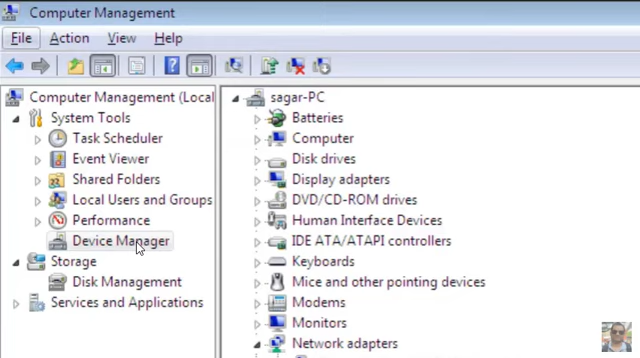 Computer Management
File Action View Help
Computer Management (Local
System Tools
Task Scheduler
Event Viewer
Shared Folders
Local Users and Groups
Performance
Device Manager
Storage
Disk Management
Services and Applications
sagar-PC
Batteries
Computer
Disk drives
Display adapters
DVD/CD-ROM drives
Human Interface Devices
IDE ATA/ATAPI controllers
Keyboards
Mice and other pointing devices
Modems
Monitors
Network adapters